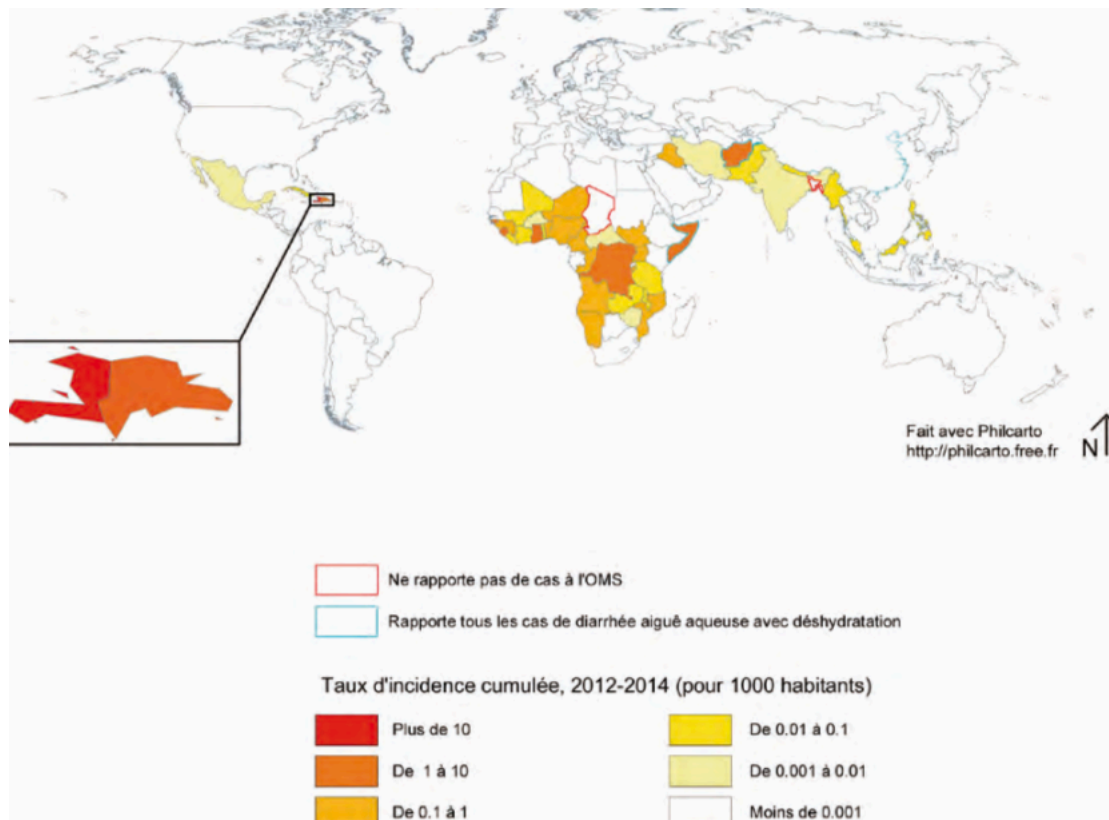 Fait avec Philcarto
http://philcarto.free.fr
N
Ne rapporte pas de cas à l'OMS
Rapporte tous les cas de diarrhée aiguê aqueuse avec déshydratation
Taux d'incidence cumulée, 2012-2014 (pour 1000 habitants)
Plus de 10
De 1 à 10
De 0.1 à 1
De 0.01 à 0.1
De 0.001 à 0.01
Moins de 0.001